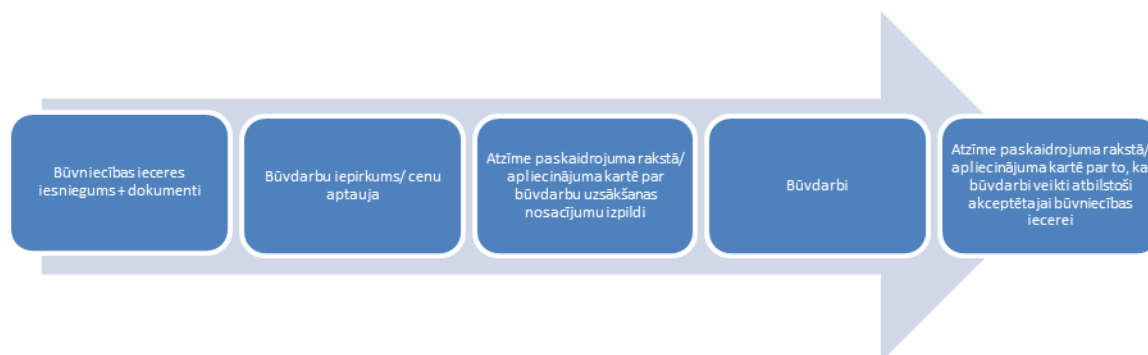 Būvniecības ieceres
iesniegums + dokumenti
Būvdarbu iepirkums/ cenu
aptauja
Atzīme paskaidrojuma rakstā/
apliecinājuma kartē par
būvdarbu uzsākšanas
nosacījumu izpildi
Būvdarbi
Atzīme paskaidrojuma rakstā/
apliecinājuma kartē par to, ka
būvdarbi veikti atbilstoši
akceptētajai būvniecības
iecerei